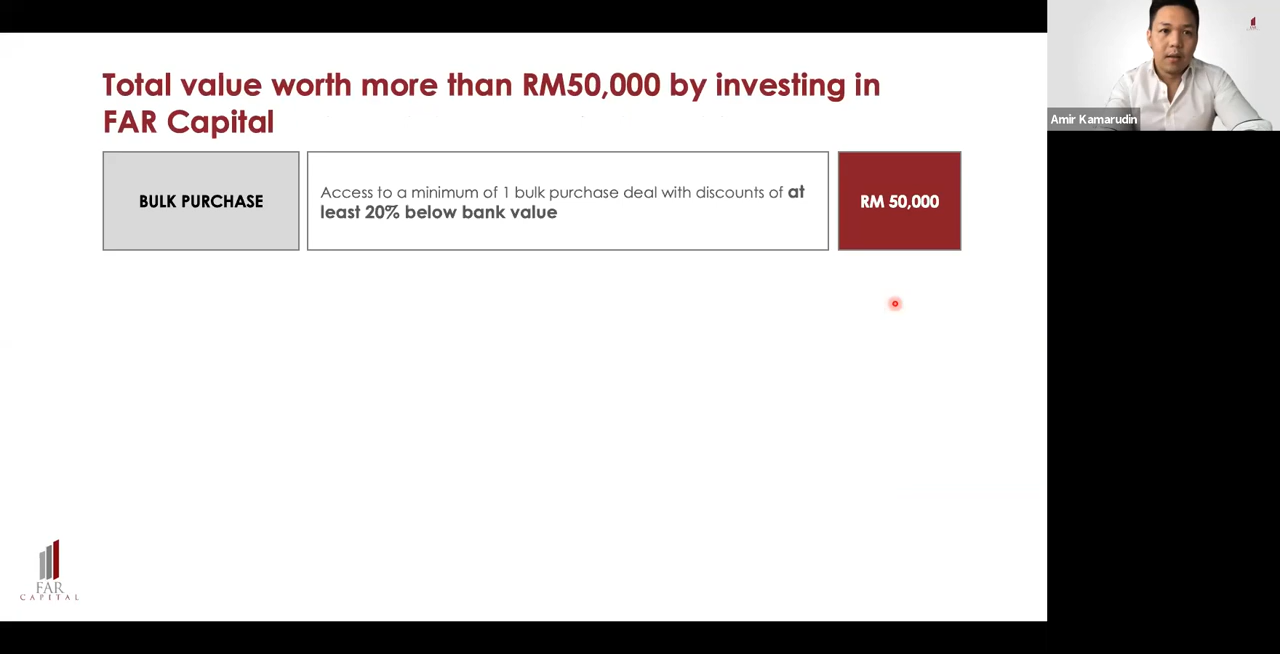 Total value worth more than RM50,000 by investing in
FAR Capital
BULK PURCHASE
Access to a minimum of 1 bulk purchase deal with discounts of at
least 20% below bank value
RM 50,000
Amir Kamarudin
FAR
CAPITAL